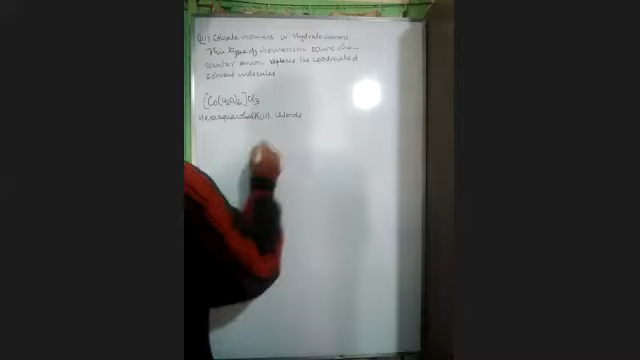 (iii) Solvate isomers or Hydrate isomers
This type of isomerism occurs when
counter anion replace the coordinated
solvent molecules
[Co(H2O)6]Cl3
Hexaaquacobalt(III) chloride